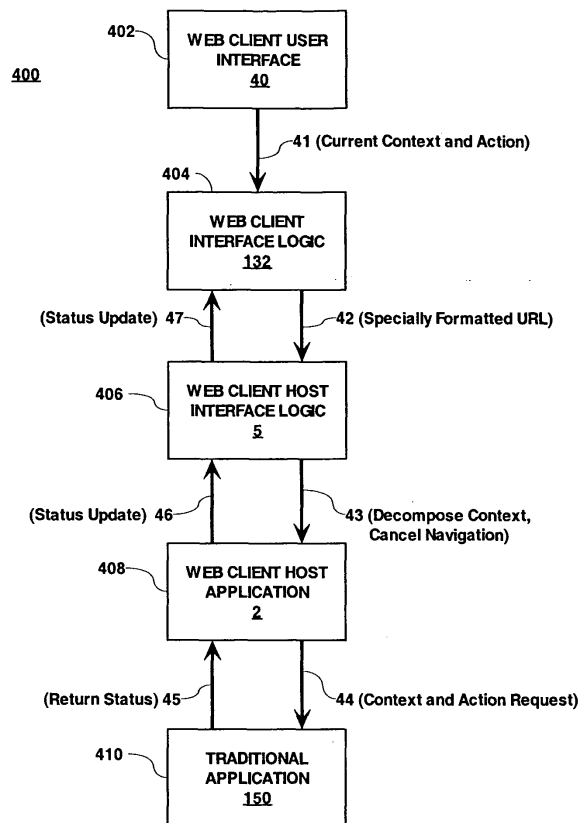 402
WEB CLIENT USER
INTERFACE
40
400
41 (Current Context and Action)
404
WEB CLIENT
INTERFACE LOGIC
132
(Status Update) 47
42 (Specially Formatted URL)
406
WEB CLIENT HOST
INTERFACE LOGIC
5
(Status Update) 46
43 (Decompose Context,
Cancel Navigation)
408
WEB CLIENT HOST
APPLICATION
2
(Return Status) 45
44 (Context and Action Request)
410
TRADITIONAL
APPLICATION
150